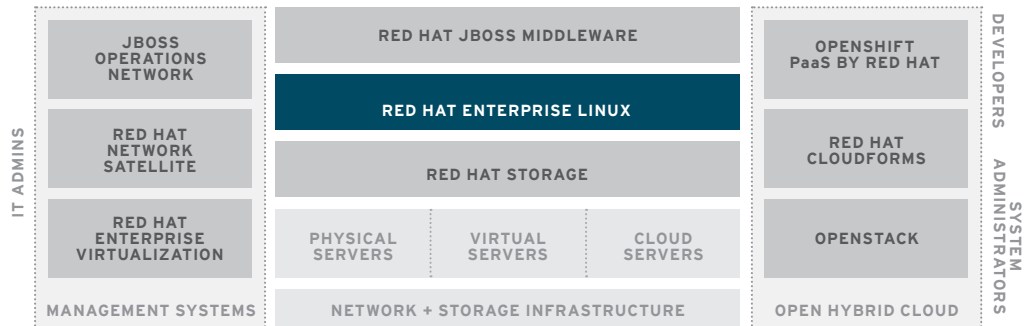 IT ADMINS
JBOSS
OPERATIONS
NETWORK
RED HAT
NETWORK
SATELLITE
RED HAT
ENTERPRISE
VIRTUALIZATION
MANAGEMENT SYSTEMS
RED HAT JBOSS MIDDLEWARE
RED HAT ENTERPRISE LINUX
RED HAT STORAGE
PHYSICAL
SERVERS
VIRTUAL
SERVERS
CLOUD
SERVERS
NETWORK + STORAGE INFRASTRUCTURE
OPENSHIFT
PaaS BY RED HAT
RED HAT
CLOUDFORMS
OPENSTACK
OPEN HYBRID CLOUD
DEVELOPERS
SYSTEM
ADMINISTRATORS